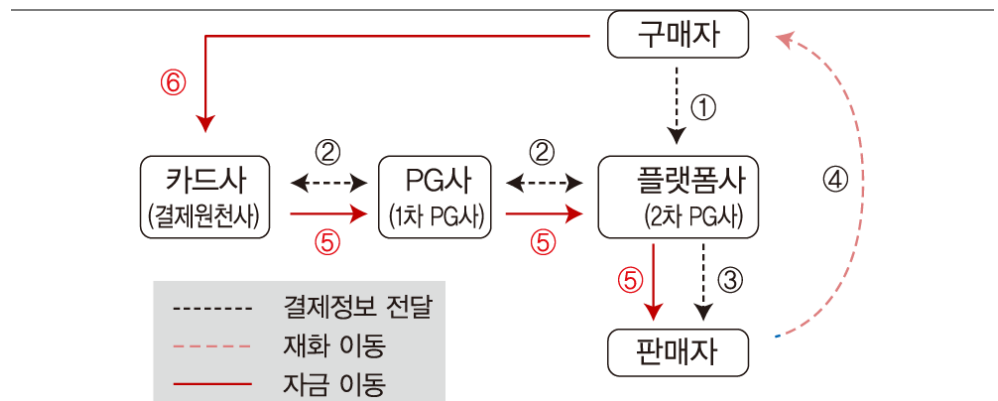 구매자
⑥
①
② ②
카드사 PG사 플랫폼사 ④
(결제원천사) (1차 PG사) (2차 PG사)
⑤ ⑤
⑤ ③
결제정보 전달
재화 이동 판매자
자금 이동